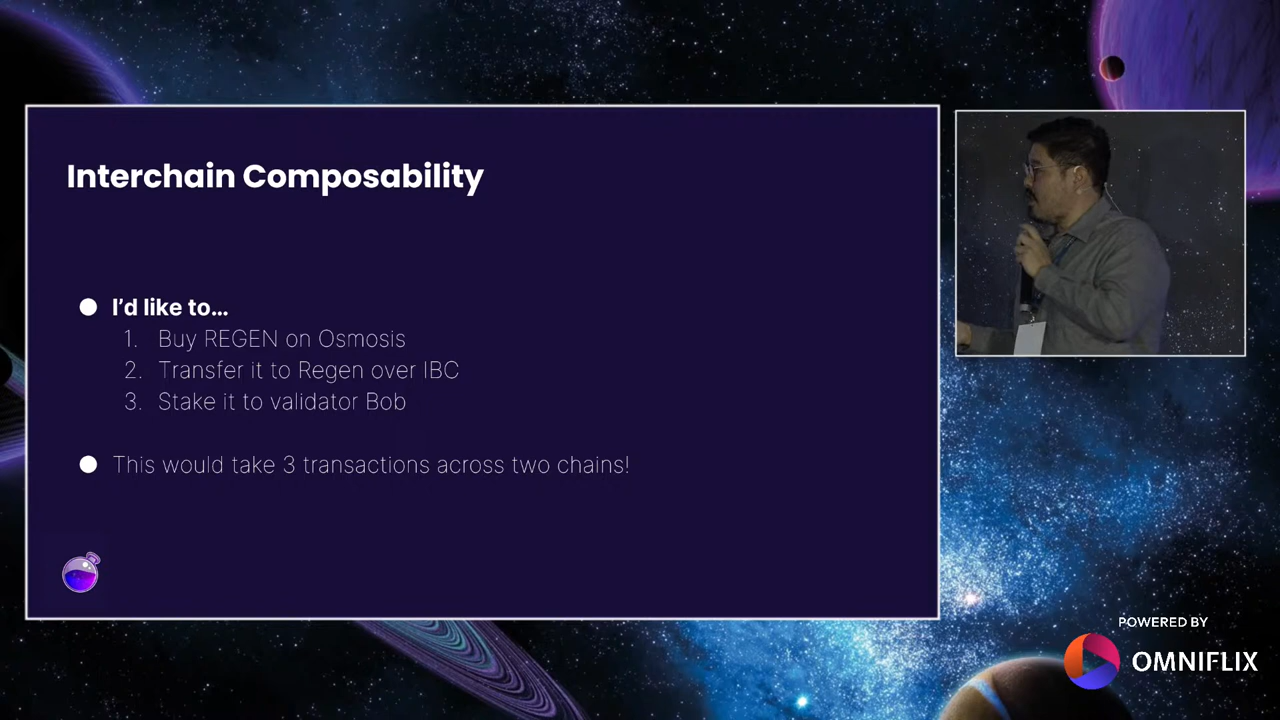 Interchain Composability
● I'd like to...
1. Buy REGEN on Osmosis
2. Transfer it to Regen over IBC
3. Stake it to validator Bob
● This would take 3 transactions across two chains!
POWERED BY
OMNIFLIX